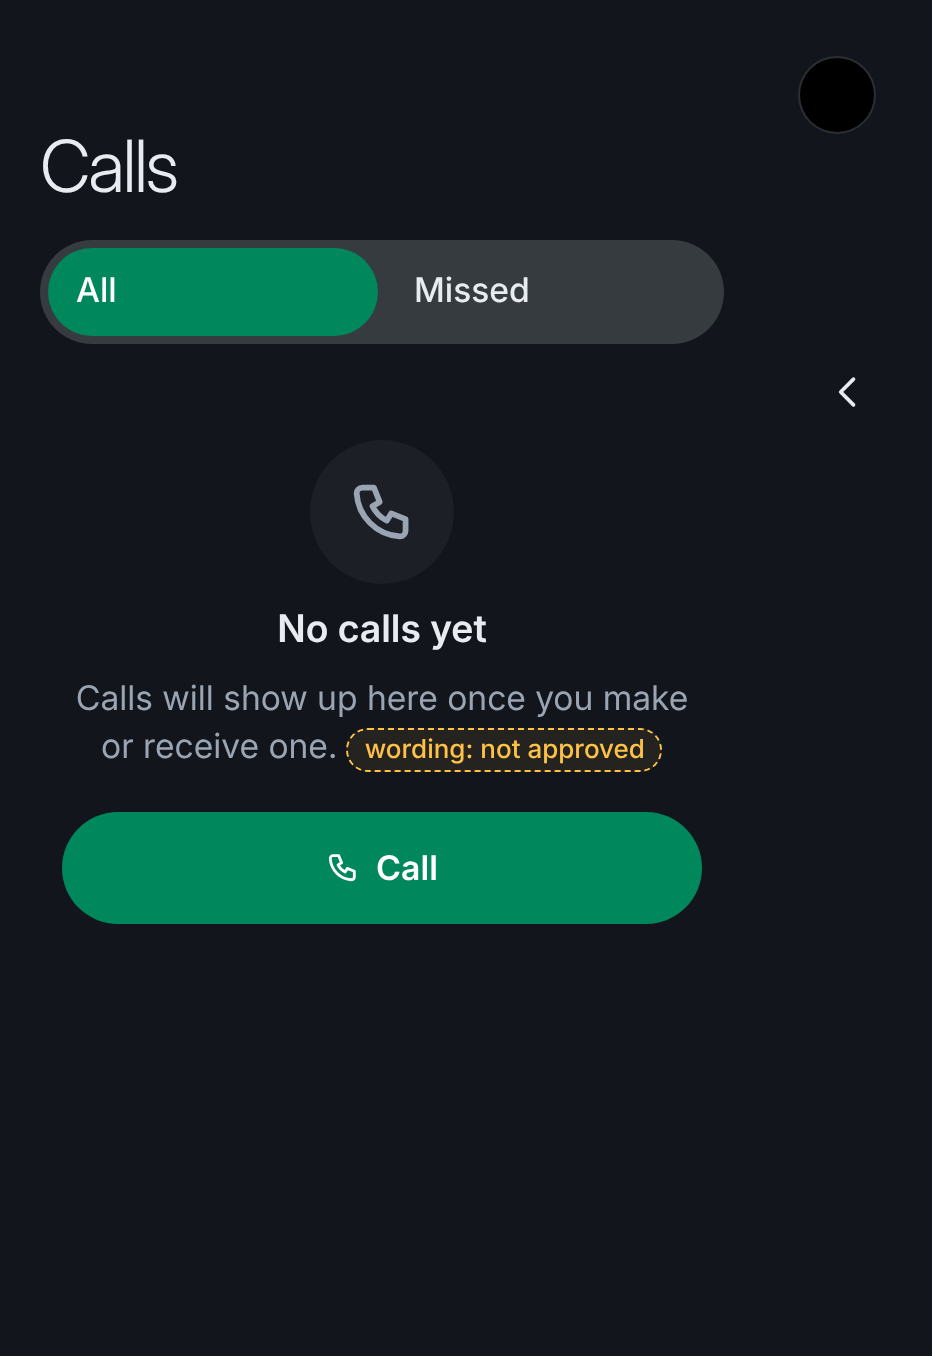 Calls
All
Missed
No calls yet
Calls will show up here once you make
or receive one. wording: not approved
Call